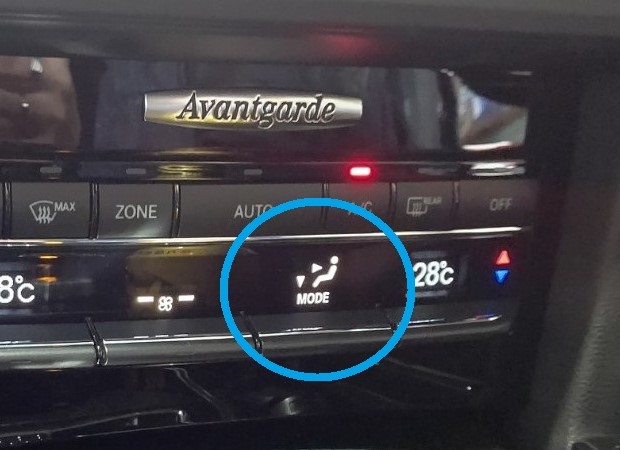 Avantgarde
MAX ZONE AUTO A/C REAR OFF
8°C MODE 28°C